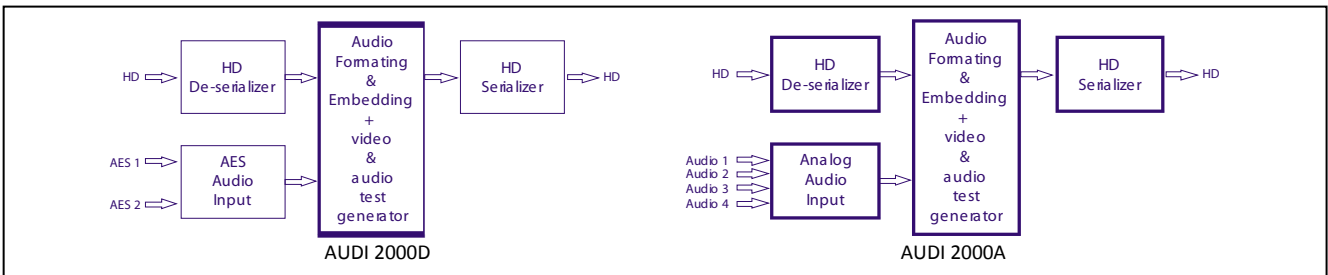 HD
HD
De-serializer
Audio
Formating
&
Embedding
+
video
&
audio
test
generator
HD
Serializer
HD
AES 1
AES 2
AES
Audio
Input
AUDI 2000D
HD
HD
De-serializer
Audio
Formating
&
Embedding
+
video
&
audio
test
generator
HD
Serializer
HD
Audio 1
Audio 2
Audio 3
Audio 4
Analog
Audio
Input
AUDI 2000A